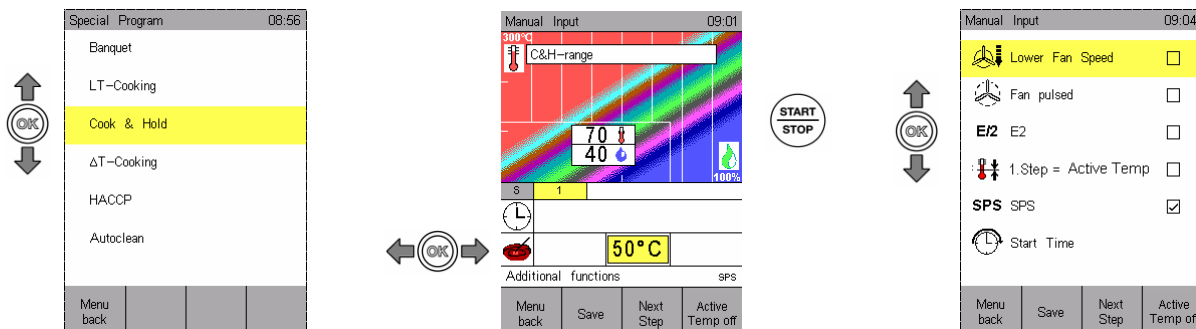 Special Program 08:56
Banquet
LT-Cooking
Cook & Hold
ΔT-Cooking
HACCP
Autoclean
Menu back
OK
Manual Input 09:01
300°C
C&H-range
70
40
100%
S 1
50°C
Additional functions SPS
Menu back Save Next Step Active Temp off
OK
START
STOP
Manual Input 09:04
Lower Fan Speed
Fan pulsed
E/2 E2
1.Step = Active Temp
SPS SPS
Start Time
Menu back Save Next Step Active Temp of
OK